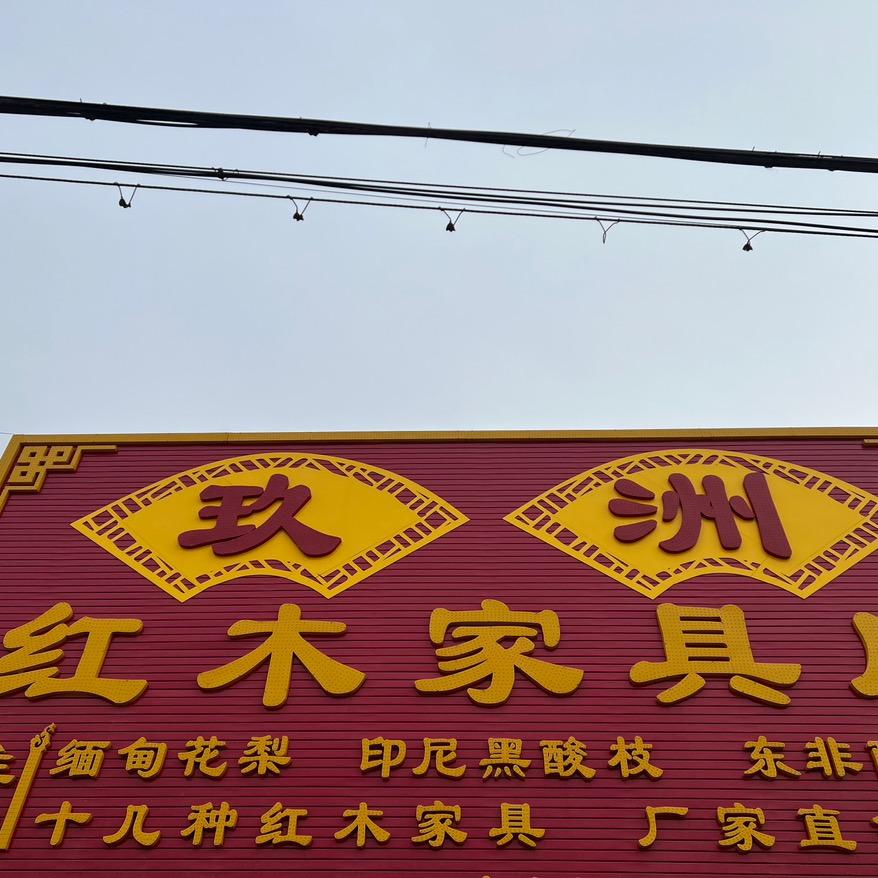 玖洲
红木家具
缅甸花梨 印尼黑酸枝 东非
十几种红木家具 厂家直